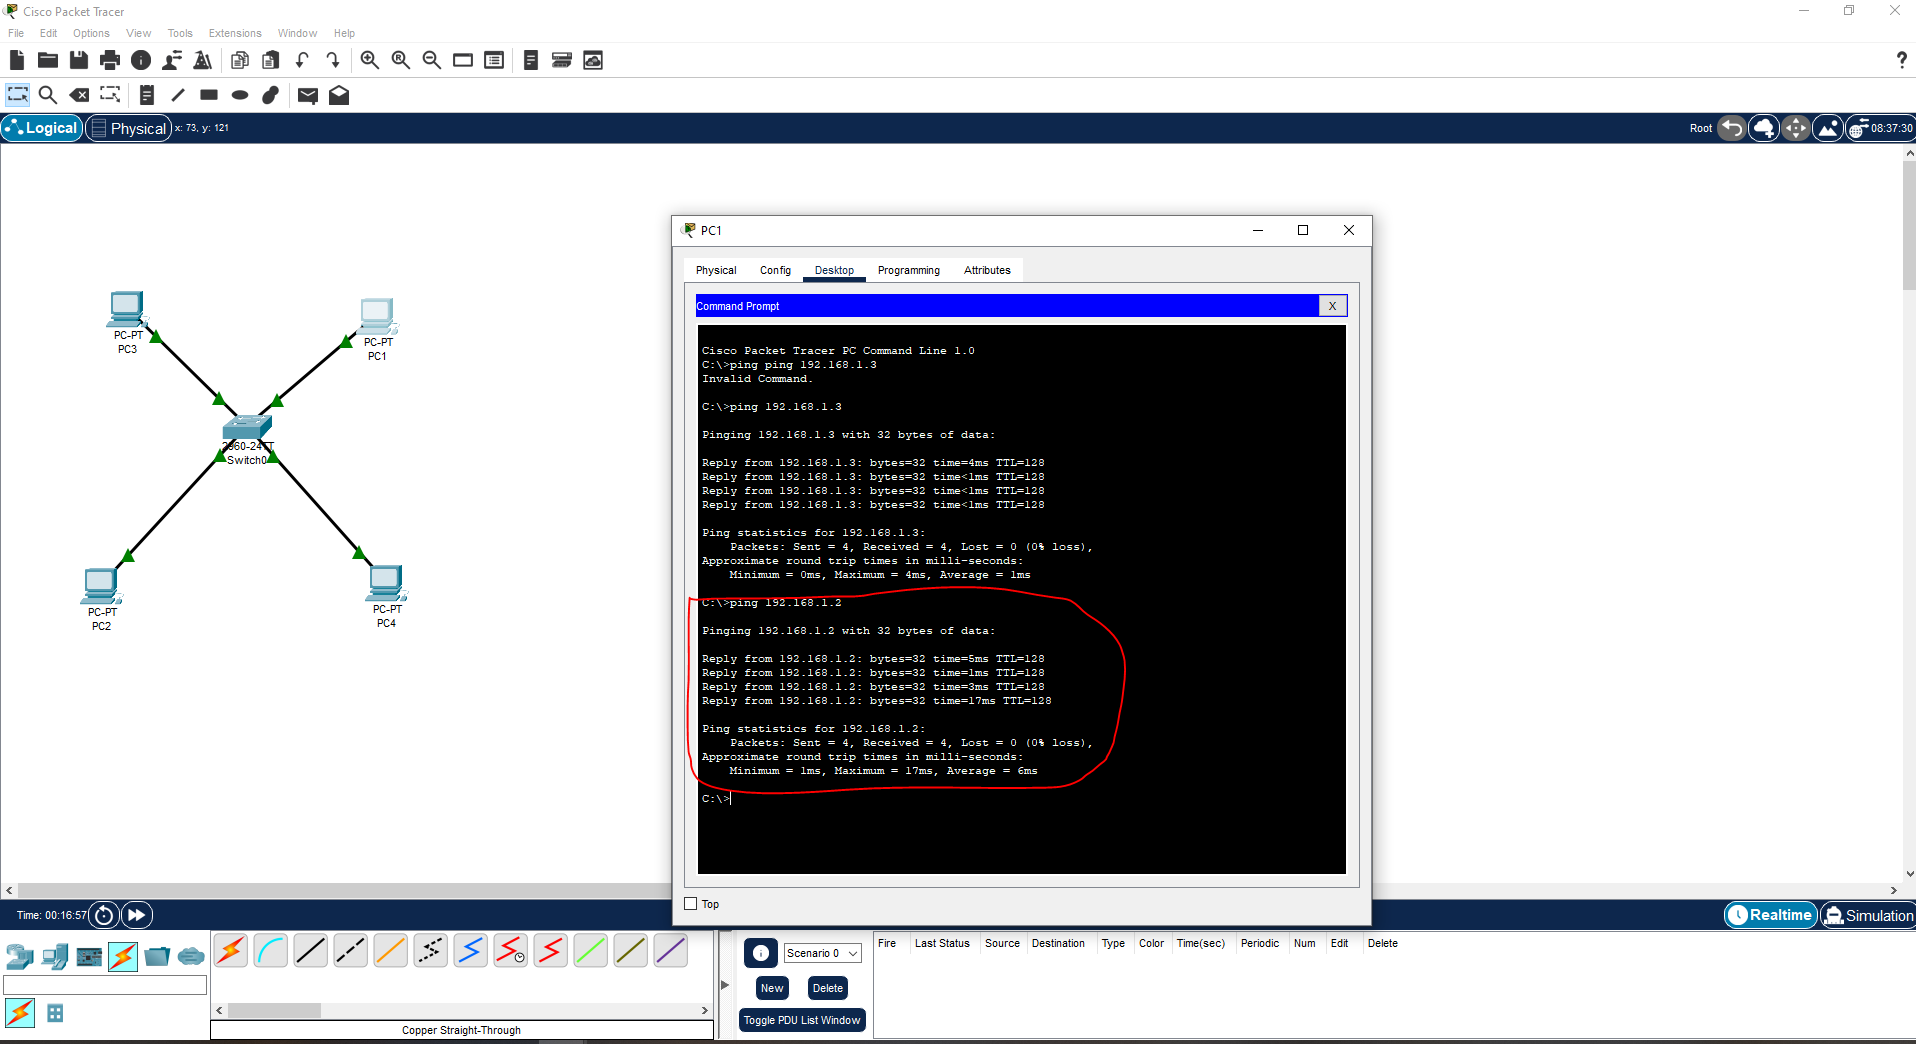 Cisco Packet Tracer
File Edit Options View Tools Extensions Window Help
?
Logical Physical x: 73, y: 121 Root 08:37:30
PC1
Physical Config Desktop Programming Attributes
Command Prompt X
Cisco Packet Tracer PC Command Line 1.0
C:\>ping ping 192.168.1.3
Invalid Command.
C:\>ping 192.168.1.3
Pinging 192.168.1.3 with 32 bytes of data:
Reply from 192.168.1.3: bytes=32 time=4ms TTL=128
Reply from 192.168.1.3: bytes=32 time<1ms TTL=128
Reply from 192.168.1.3: bytes=32 time<1ms TTL=128
Reply from 192.168.1.3: bytes=32 time<1ms TTL=128
Ping statistics for 192.168.1.3:
Packets: Sent = 4, Received = 4, Lost = 0 (0% loss),
Approximate round trip times in milli-seconds:
Minimum = 0ms, Maximum = 4ms, Average = 1ms
C:\>ping 192.168.1.2
Pinging 192.168.1.2 with 32 bytes of data:
Reply from 192.168.1.2: bytes=32 time=5ms TTL=128
Reply from 192.168.1.2: bytes=32 time=1ms TTL=128
Reply from 192.168.1.2: bytes=32 time=3ms TTL=128
Reply from 192.168.1.2: bytes=32 time=17ms TTL=128
Ping statistics for 192.168.1.2:
Packets: Sent = 4, Received = 4, Lost = 0 (0% loss),
Approximate round trip times in milli-seconds:
Minimum = 1ms, Maximum = 17ms, Average = 6ms
C:\>
Top
PC-PT
PC3
PC-PT
PC1
2960-24TT
Switch0
PC-PT
PC2
PC-PT
PC4
Time: 00:16:57 Realtime Simulation
Scenario 0
New Delete
Toggle PDU List Window
Fire Last Status Source Destination Type Color Time(sec) Periodic Num Edit Delete
Copper Straight-Through